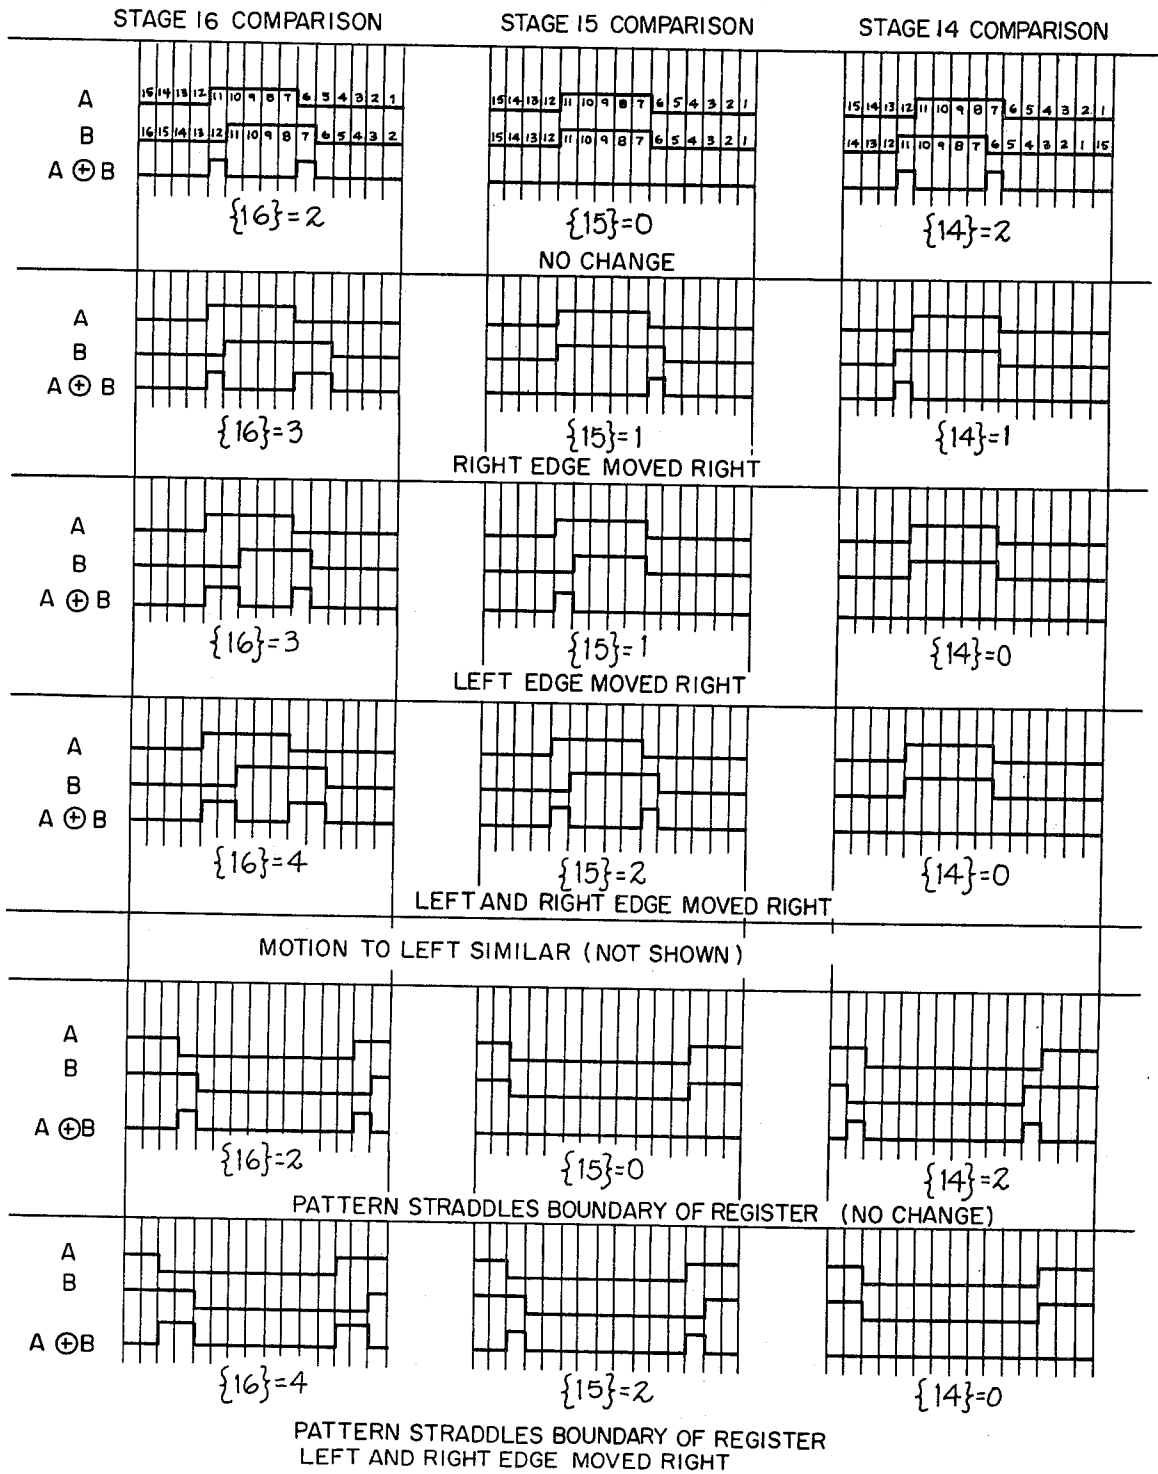 STAGE 16 COMPARISON STAGE 15 COMPARISON STAGE 14 COMPARISON
A 15 14 13 12 11 10 9 8 7 6 5 4 3 2 1 15 14 13 12 11 10 9 8 7 6 5 4 3 2 1 15 14 13 12 11 10 9 8 7 6 5 4 3 2 1
B 16 15 14 13 12 11 10 9 8 7 6 5 4 3 2 15 14 13 12 11 10 9 8 7 6 5 4 3 2 1 14 13 12 11 10 9 8 7 6 5 4 3 2 1 15
A ⊕ B
{16}=2 {15}=0 {14}=2
NO CHANGE
A
B
A ⊕ B
{16}=3 {15}=1 {14}=1
RIGHT EDGE MOVED RIGHT
A
B
A ⊕ B
{16}=3 {15}=1 {14}=0
LEFT EDGE MOVED RIGHT
A
B
A ⊕ B
{16}=4 {15}=2 {14}=0
LEFT AND RIGHT EDGE MOVED RIGHT
MOTION TO LEFT SIMILAR (NOT SHOWN)
A
B
A ⊕ B
{16}=2 {15}=0 {14}=2
PATTERN STRADDLES BOUNDARY OF REGISTER (NO CHANGE)
A
B
A ⊕ B
{16}=4 {15}=2 {14}=0
PATTERN STRADDLES BOUNDARY OF REGISTER
LEFT AND RIGHT EDGE MOVED RIGHT